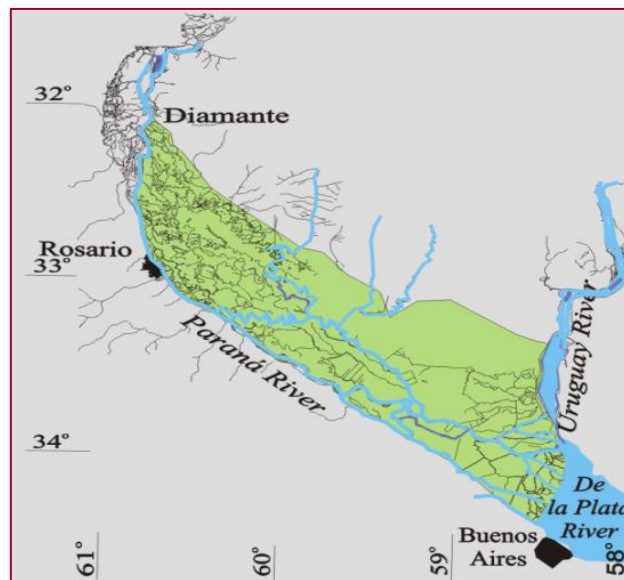 32°
Diamante
Rosario
33°
Paraná River
Uruguay River
34°
De
la Plata
River
Buenos
Aires
61°
60°
59°
58°